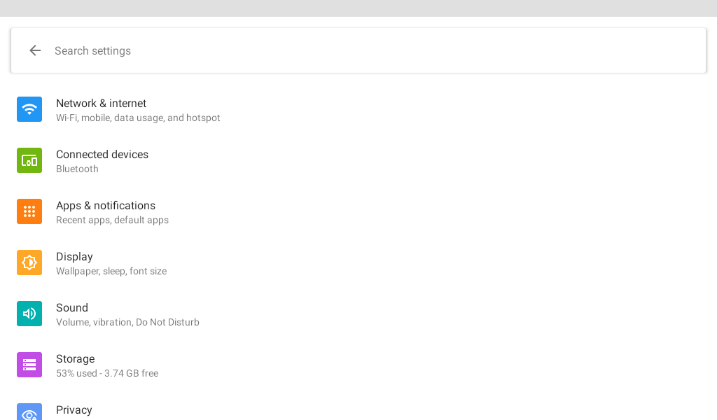 Search settings
Network & internet
Wi-Fi, mobile, data usage, and hotspot
Connected devices
Bluetooth
Apps & notifications
Recent apps, default apps
Display
Wallpaper, sleep, font size
Sound
Volume, vibration, Do Not Disturb
Storage
53% used - 3.74 GB free
Privacy